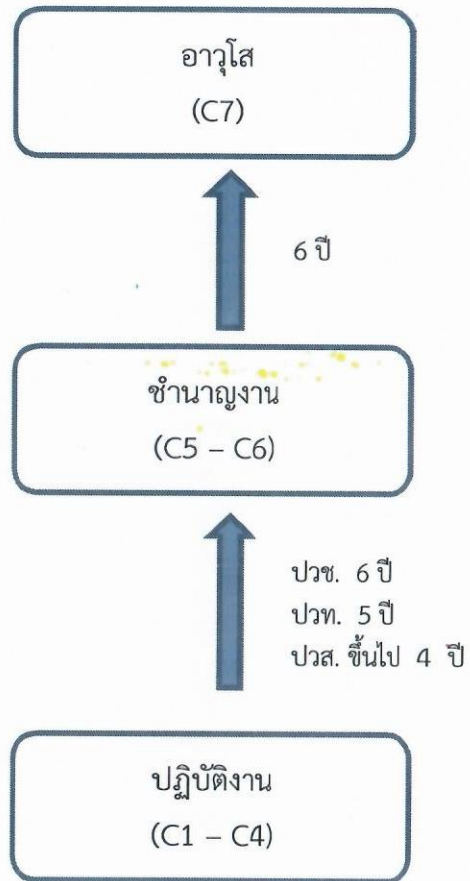 อาวุโส
(C7)
6 ปี
ชำนาญงาน
(C5 – C6)
ปวช. 6 ปี
ปวท. 5 ปี
ปวส. ขึ้นไป 4 ปี
ปฏิบัติงาน
(C1 – C4)